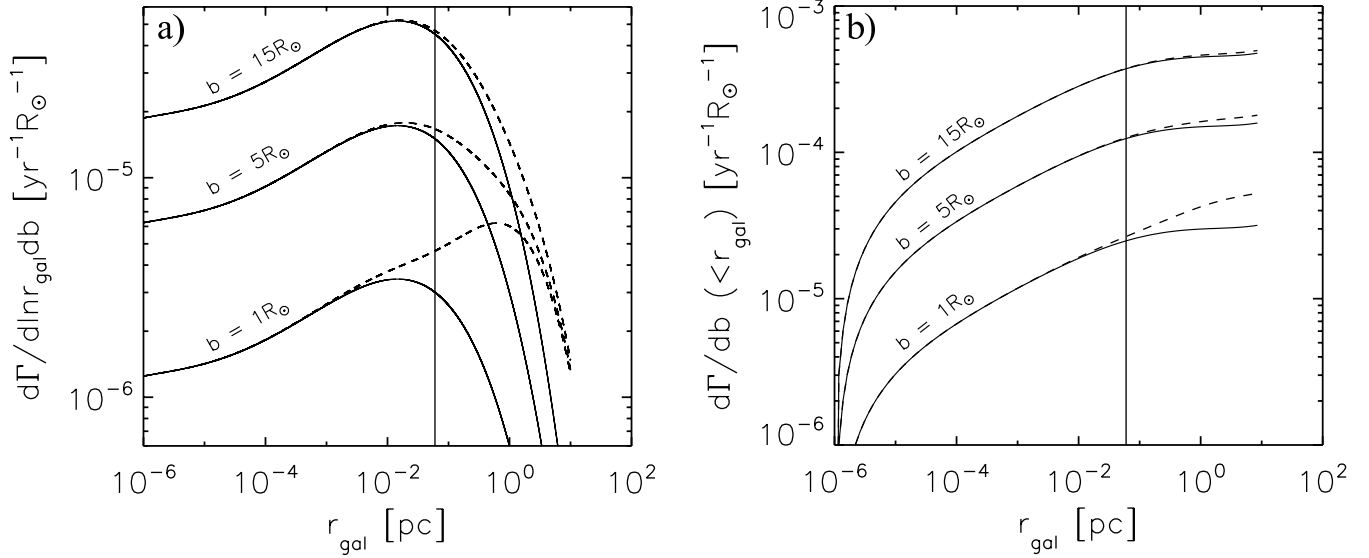 a)
b = 15R☉
b = 5R☉
b = 1R☉
10⁻⁵
10⁻⁶
dΓ/dlnr_gal db [yr⁻¹R☉⁻¹]
10⁻⁶ 10⁻⁴ 10⁻² 10⁰ 10²
r_gal [pc]
b)
b = 15R☉
b = 5R☉
b = 1R☉
10⁻³
10⁻⁴
10⁻⁵
10⁻⁶
dΓ/db (<r_gal) [yr⁻¹R☉⁻¹]
10⁻⁶ 10⁻⁴ 10⁻² 10⁰ 10²
r_gal [pc]